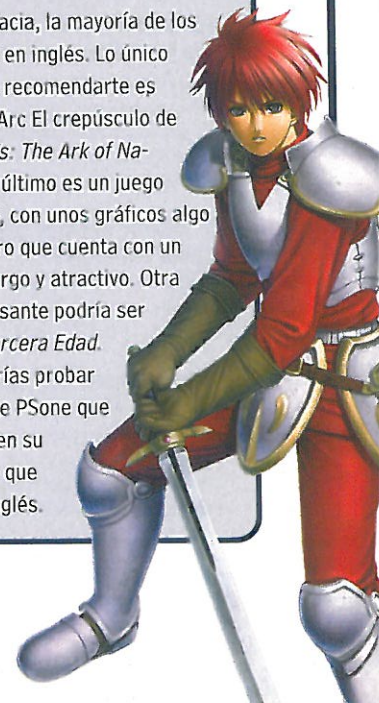 acia, la mayoría de los
en inglés. Lo único
recomendarte es
Arc El crepúsculo de
s: The Ark of Na-
último es un juego
, con unos gráficos algo
ro que cuenta con un
rgo y atractivo. Otra
sante podría ser
ercera Edad.
rías probar
e PSone que
en su
que
glés.